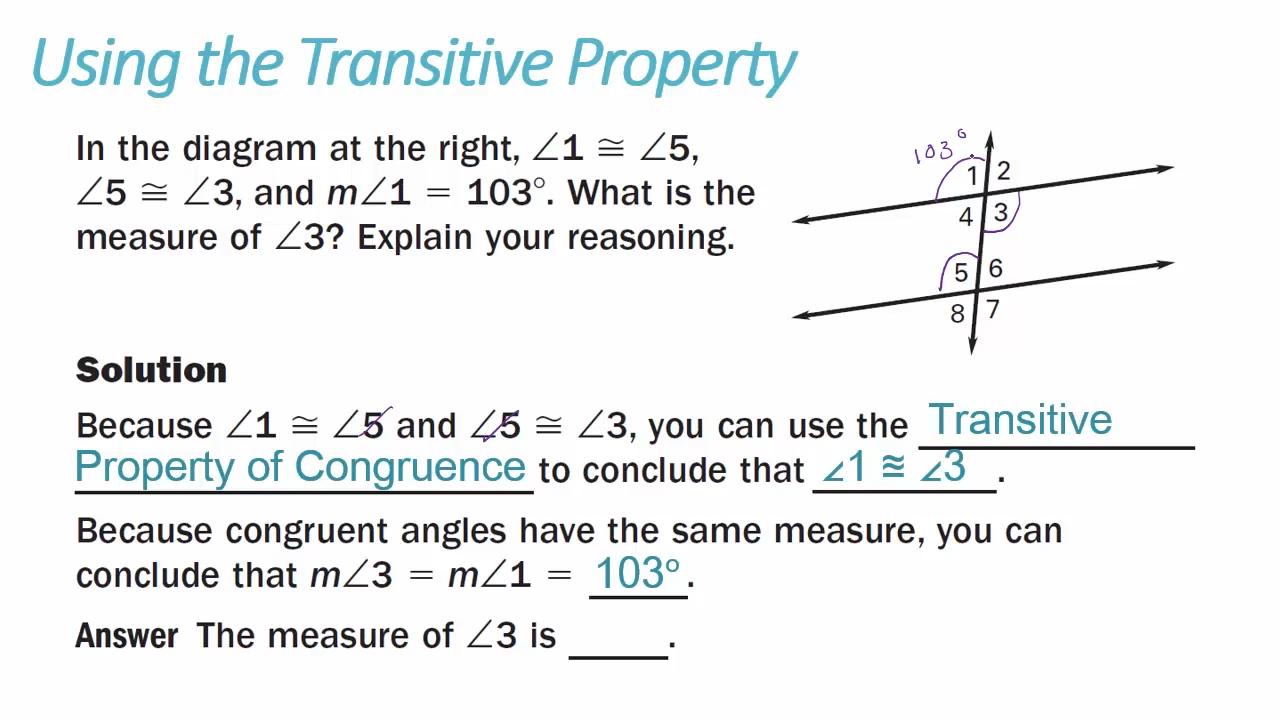 Using the Transitive Property
In the diagram at the right, ∠1 ≅ ∠5,
∠5 ≅ ∠3, and m∠1 = 103°. What is the
measure of ∠3? Explain your reasoning.
103°
1 2
4 3
5 6
8 7
Solution
Because ∠1 ≅ ∠5 and ∠5 ≅ ∠3, you can use the Transitive
Property of Congruence to conclude that ∠1 ≅ ∠3.
Because congruent angles have the same measure, you can
conclude that m∠3 = m∠1 = 103°.
Answer The measure of ∠3 is _____.